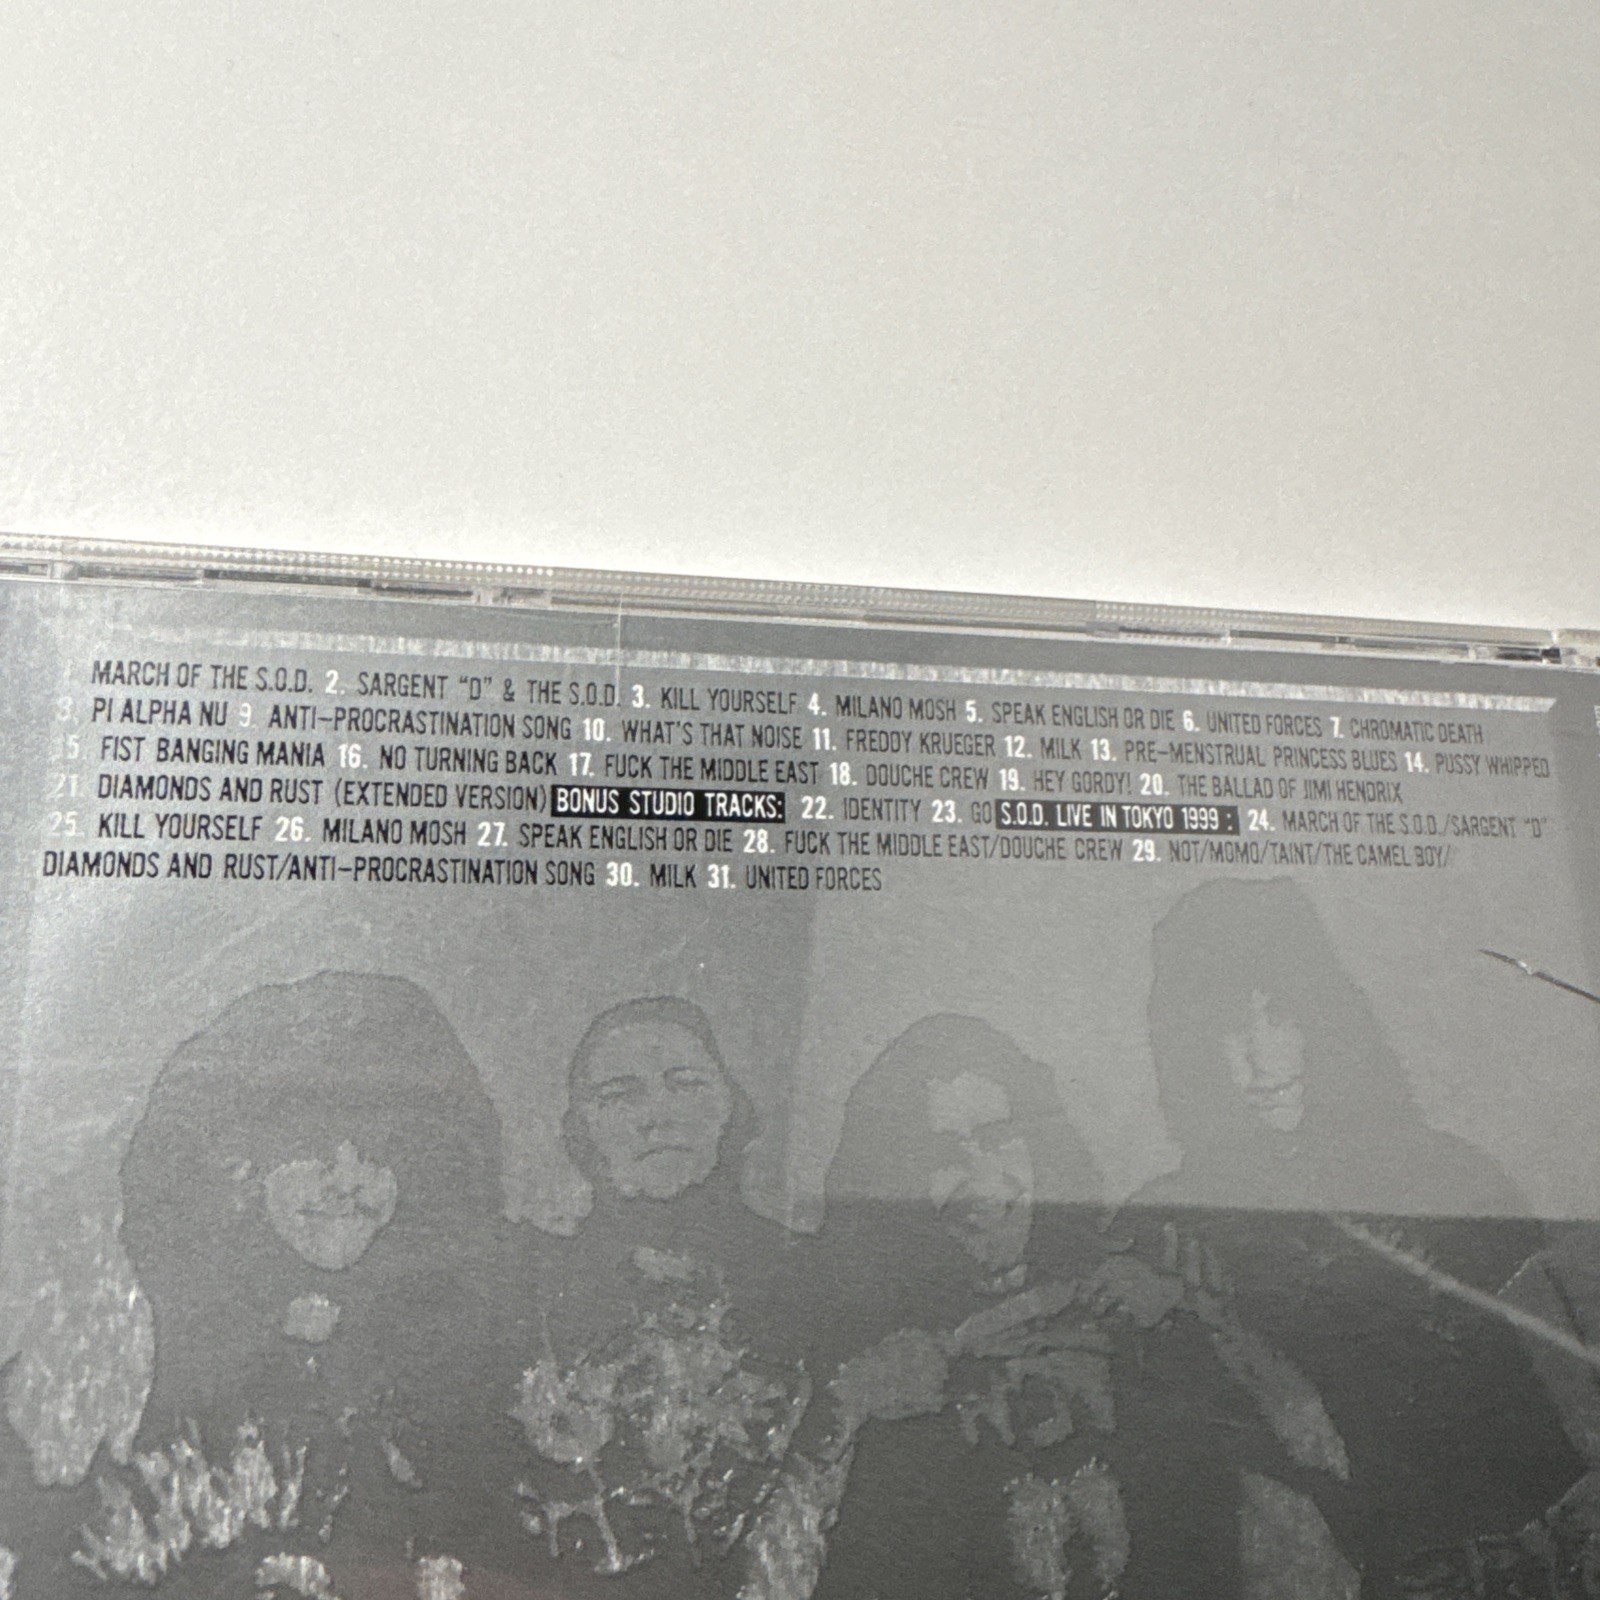 MARCH OF THE S.O.D. 2. SARGENT "D" & THE S.O.D. 3. KILL YOURSELF 4. MILANO MOSH 5. SPEAK ENGLISH OR DIE 6. UNITED FORCES 7. CHROMATIC DEATH
8. PI ALPHA NU 9. ANTI-PROCRASTINATION SONG 10. WHAT'S THAT NOISE 11. FREDDY KRUEGER 12. MILK 13. PRE-MENSTRUAL PRINCESS BLUES 14. PUSSY WHIPPED
15. FIST BANGING MANIA 16. NO TURNING BACK 17. FUCK THE MIDDLE EAST 18. DOUCHE CREW 19. HEY GORDY! 20. THE BALLAD OF JIMI HENDRIX
21. DIAMONDS AND RUST (EXTENDED VERSION) BONUS STUDIO TRACKS: 22. IDENTITY 23. GO S.O.D. LIVE IN TOKYO 1999 : 24. MARCH OF THE S.O.D./SARGENT "D"
25. KILL YOURSELF 26. MILANO MOSH 27. SPEAK ENGLISH OR DIE 28. FUCK THE MIDDLE EAST/DOUCHE CREW 29. NOT/MOMO/TAINT/THE CAMEL BOY/
DIAMONDS AND RUST/ANTI-PROCRASTINATION SONG 30. MILK 31. UNITED FORCES